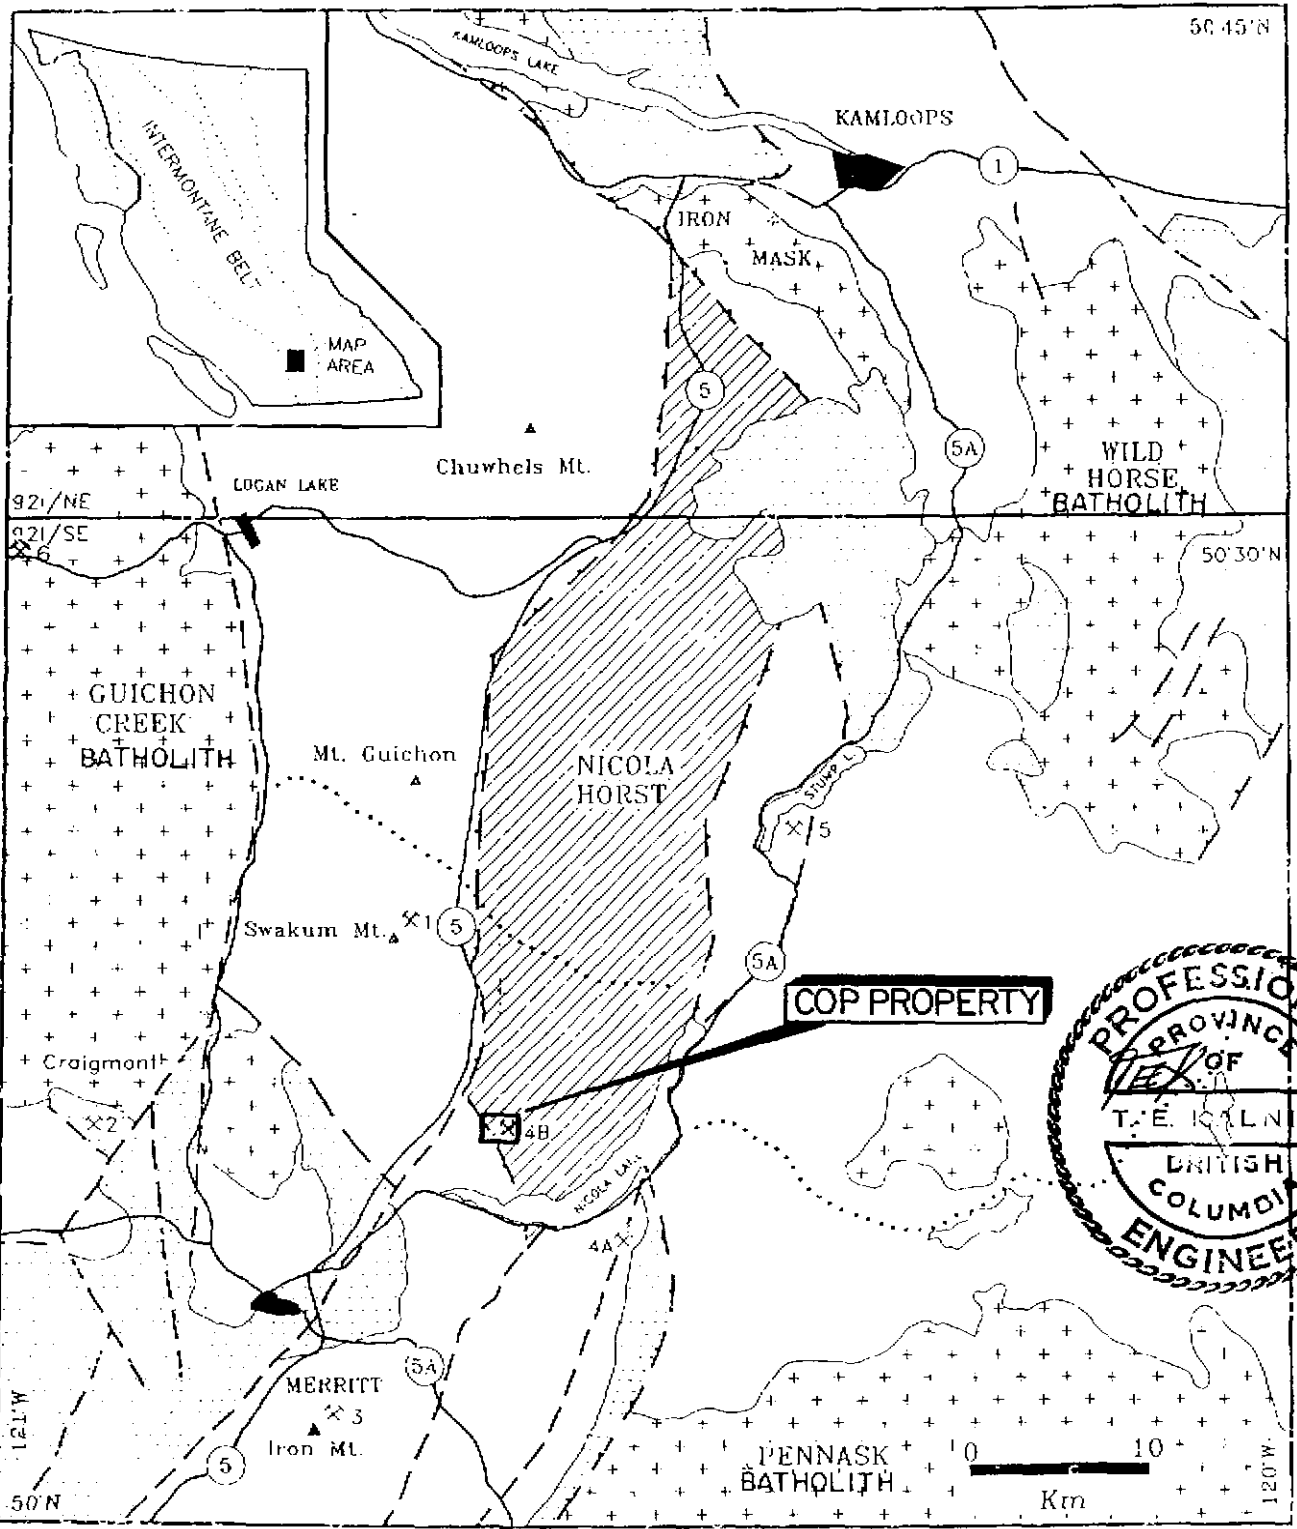 50°45'N
KAMLOOPS LAKE
KAMLOOPS
1
INTERMONTANE BELT
IRON
MASK
MAP
AREA
5
Chuwhels Mt.
5A
WILD
HORSE
BATHOLITH
LOGAN LAKE
92I/NE
92I/SE
6
50°30'N
GUICHON
CREEK
BATHOLITH
Mt. Guichon
NICOLA
HORST
STUMP L.
5
Swakum Mt.
1
5
5A
COP PROPERTY
PROFESSIO
PROVINCE
OF
Craigmont
2
4B
T. E.
BRITISH
COLUMBIA
ENGINEE
NICOLA LAKE
4A
MERRITT
5A
3
Iron Mt.
5
121°W
50°N
PENNASK
BATHOLITH
0 10
Km
120°W